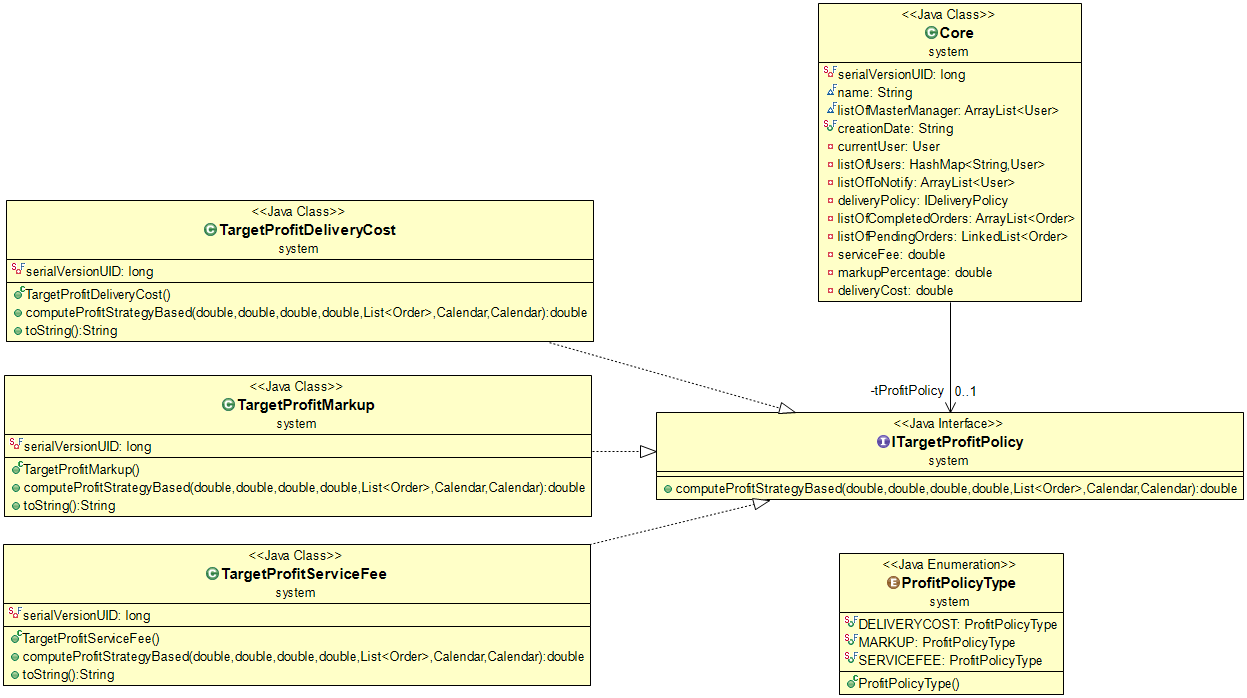 <<Java Class>>
Core
system
serialVersionUID: long
name: String
listOfMasterManager: ArrayList<User>
creationDate: String
currentUser: User
listOfUsers: HashMap<String,User>
listOfToNotify: ArrayList<User>
deliveryPolicy: IDeliveryPolicy
listOfCompletedOrders: ArrayList<Order>
listOfPendingOrders: LinkedList<Order>
serviceFee: double
markupPercentage: double
deliveryCost: double
<<Java Class>>
TargetProfitDeliveryCost
system
serialVersionUID: long
TargetProfitDeliveryCost()
computeProfitStrategyBased(double,double,double,double,List<Order>,Calendar,Calendar):double
toString():String
<<Java Class>>
TargetProfitMarkup
system
serialVersionUID: long
TargetProfitMarkup()
computeProfitStrategyBased(double,double,double,double,List<Order>,Calendar,Calendar):double
toString():String
-tProfitPolicy 0..1
<<Java Interface>>
ITargetProfitPolicy
system
computeProfitStrategyBased(double,double,double,double,List<Order>,Calendar,Calendar):double
<<Java Class>>
TargetProfitServiceFee
system
serialVersionUID: long
TargetProfitServiceFee()
computeProfitStrategyBased(double,double,double,double,List<Order>,Calendar,Calendar):double
toString():String
<<Java Enumeration>>
ProfitPolicyType
system
DELIVERYCOST: ProfitPolicyType
MARKUP: ProfitPolicyType
SERVICEFEE: ProfitPolicyType
ProfitPolicyType()